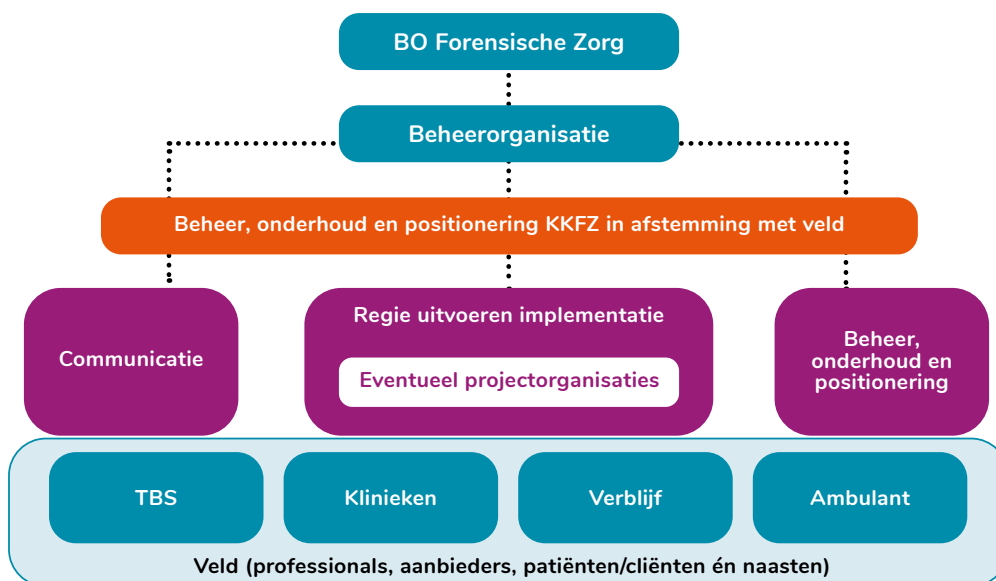 BO Forensische Zorg
Beheerorganisatie
Beheer, onderhoud en positionering KKFZ in afstemming met veld
Communicatie
Regie uitvoeren implementatie
Eventueel projectorganisaties
Beheer,
onderhoud en
positionering
TBS
Klinieken
Verblijf
Ambulant
Veld (professionals, aanbieders, patiënten/cliënten én naasten)